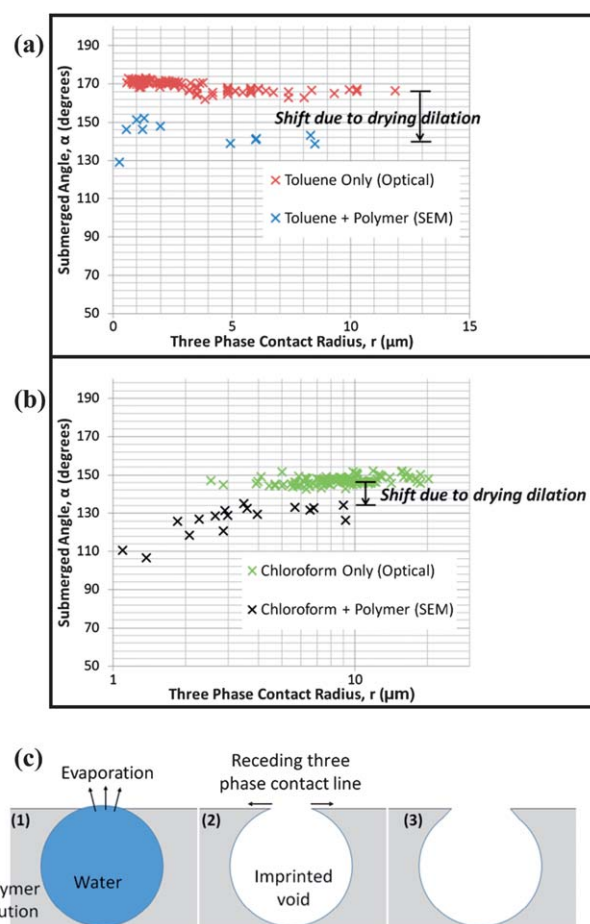 (a)
190
170
150
130
110
90
70
50
Submerged Angle, α (degrees)
Shift due to drying dilation
Toluene Only (Optical)
Toluene + Polymer (SEM)
0 5 10 15
Three Phase Contact Radius, r (µm)
(b)
190
170
150
130
110
90
70
50
Submerged Angle, α (degrees)
Shift due to drying dilation
Chloroform Only (Optical)
Chloroform + Polymer (SEM)
1 10
Three Phase Contact Radius, r (µm)
(c)
Evaporation
Receding three
phase contact line
(1) (2) (3)
Water
Imprinted
void
ymer
ution